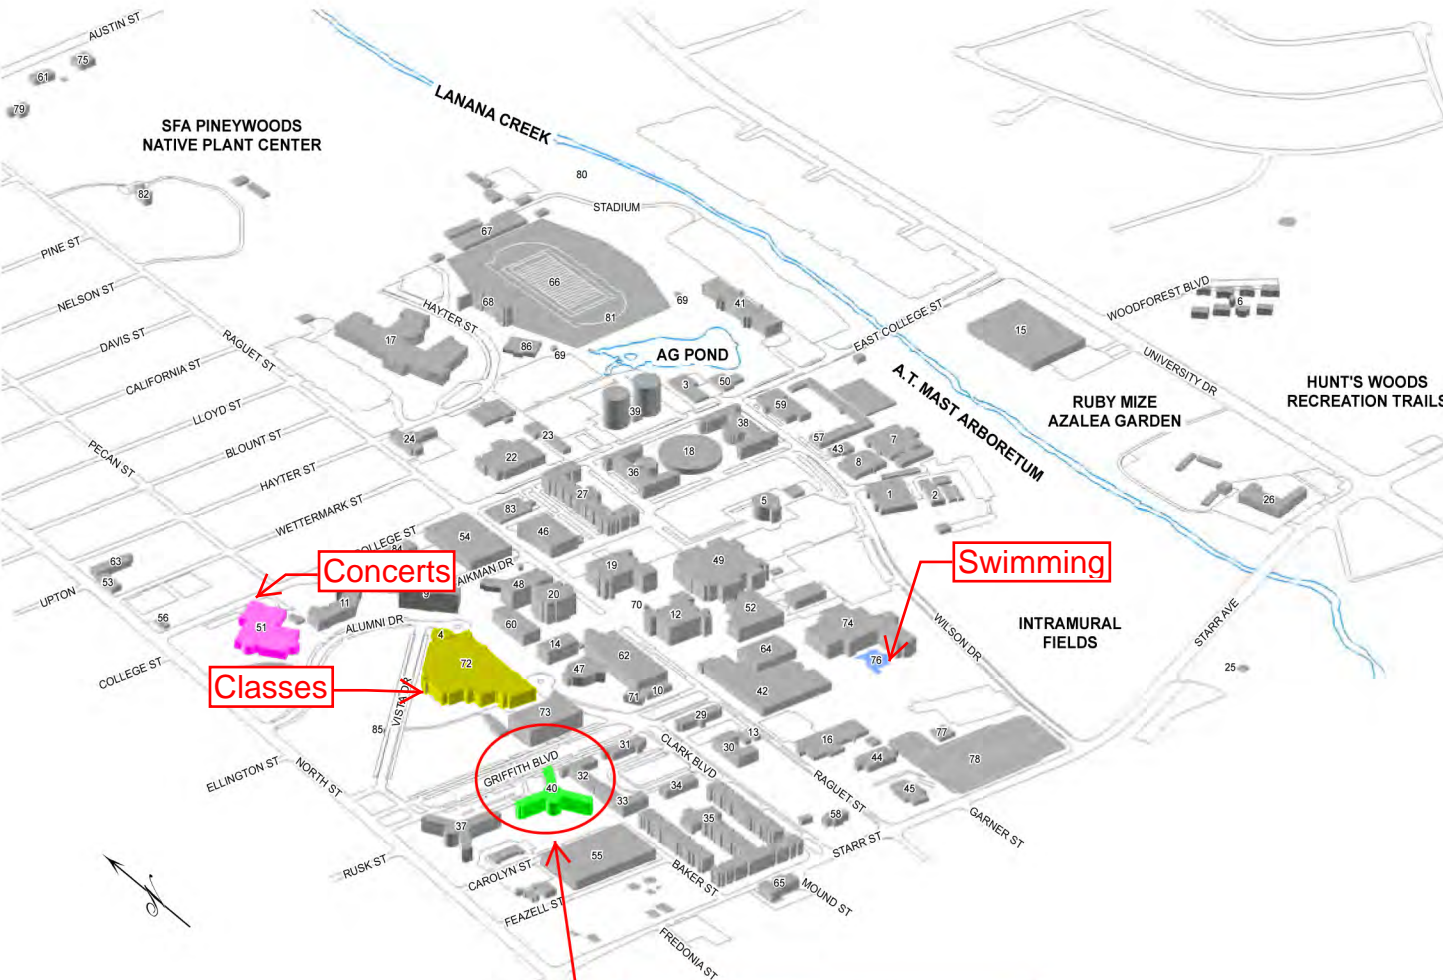 AUSTIN ST
75
61
79
SFA PINEYWOODS
NATIVE PLANT CENTER
LANANA CREEK
80
82
STADIUM
67
PINE ST
NELSON ST
DAVIS ST
CALIFORNIA ST
LLOYD ST
BLOUNT ST
HAYTER ST
WETTERMARK ST
COLLEGE ST
RAGUET ST
PECAN ST
HAYTER ST
66
68
81
69
41
17
86
69
AG POND
EAST COLLEGE ST
15
WOODFOREST BLVD
6
UNIVERSITY DR
HUNT'S WOODS
RECREATION TRAILS
RUBY MIZE
AZALEA GARDEN
A.T. MAST ARBORETUM
3
50
39
59
38
57
43
7
8
24
23
22
18
36
27
5
1
2
26
83
46
54
84
AIKMAN DR
63
53
UPTON
56
Concerts
11
9
48
20
19
49
70
12
52
Swimming
51
ALUMNI DR
4
60
14
62
64
74
76
WILSON DR
INTRAMURAL
FIELDS
STARR AVE
25
COLLEGE ST
Classes
72
VISTA DR
47
71
10
42
85
73
29
13
30
16
77
44
78
45
ELLINGTON ST
NORTH ST
GRIFFITH BLVD
31
32
CLARK BLVD
40
33
34
RAGUET ST
GARNER ST
37
35
58
STARR ST
RUSK ST
CAROLYN ST
55
BAKER ST
65
MOUND ST
FEAZELL ST
FREDONIA ST